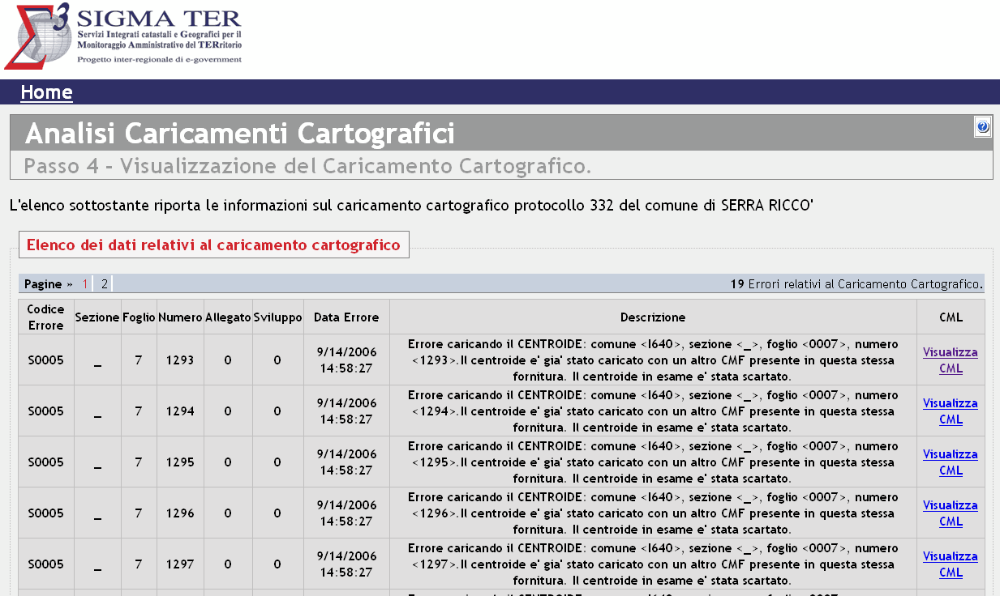 SIGMA TER
Servizi Integrati catastali e Geografici per il
Monitoraggio Amministrativo del TERritorio
Progetto inter-regionale di e-government
Home
Analisi Caricamenti Cartografici
Passo 4 - Visualizzazione del Caricamento Cartografico.
L'elenco sottostante riporta le informazioni sul caricamento cartografico protocollo 332 del comune di SERRA RICCO'
Elenco dei dati relativi al caricamento cartografico
Pagine » 1 2 19 Errori relativi al Caricamento Cartografico.
Codice Errore Sezione Foglio Numero Allegato Sviluppo Data Errore Descrizione CML
S0005 _ 7 1293 0 0 9/14/2006 14:58:27 Errore caricando il CENTROIDE: comune <I640>, sezione <_>, foglio <0007>, numero <1293>.Il centroide e' gia' stato caricato con un altro CMF presente in questa stessa fornitura. Il centroide in esame e' stata scartato. Visualizza CML
S0005 _ 7 1294 0 0 9/14/2006 14:58:27 Errore caricando il CENTROIDE: comune <I640>, sezione <_>, foglio <0007>, numero <1294>.Il centroide e' gia' stato caricato con un altro CMF presente in questa stessa fornitura. Il centroide in esame e' stata scartato. Visualizza CML
S0005 _ 7 1295 0 0 9/14/2006 14:58:27 Errore caricando il CENTROIDE: comune <I640>, sezione <_>, foglio <0007>, numero <1295>.Il centroide e' gia' stato caricato con un altro CMF presente in questa stessa fornitura. Il centroide in esame e' stata scartato. Visualizza CML
S0005 _ 7 1296 0 0 9/14/2006 14:58:27 Errore caricando il CENTROIDE: comune <I640>, sezione <_>, foglio <0007>, numero <1296>.Il centroide e' gia' stato caricato con un altro CMF presente in questa stessa fornitura. Il centroide in esame e' stata scartato. Visualizza CML
S0005 _ 7 1297 0 0 9/14/2006 14:58:27 Errore caricando il CENTROIDE: comune <I640>, sezione <_>, foglio <0007>, numero <1297>.Il centroide e' gia' stato caricato con un altro CMF presente in questa stessa fornitura. Il centroide in esame e' stata scartato. Visualizza CML